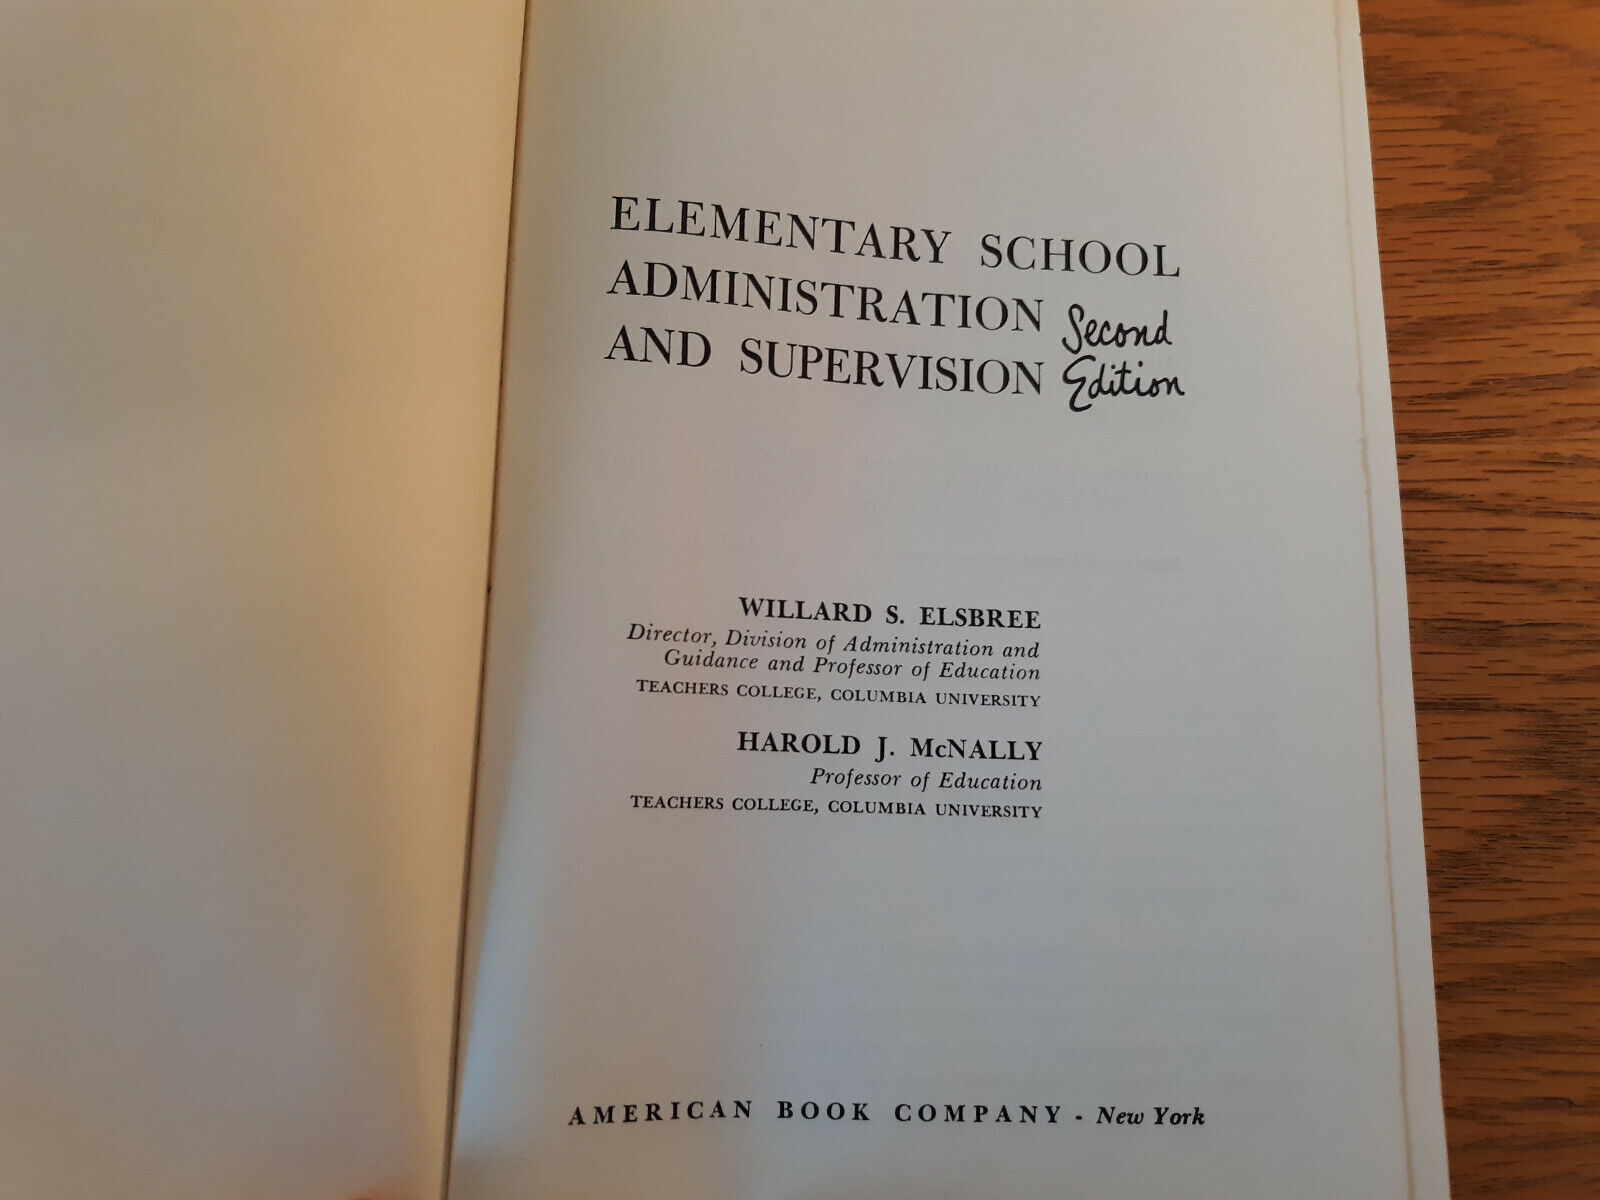 ELEMENTARY SCHOOL
ADMINISTRATION Second
AND SUPERVISION Edition
WILLARD S. ELSBREE
Director, Division of Administration and
Guidance and Professor of Education
TEACHERS COLLEGE, COLUMBIA UNIVERSITY
HAROLD J. McNALLY
Professor of Education
TEACHERS COLLEGE, COLUMBIA UNIVERSITY
AMERICAN BOOK COMPANY - New York